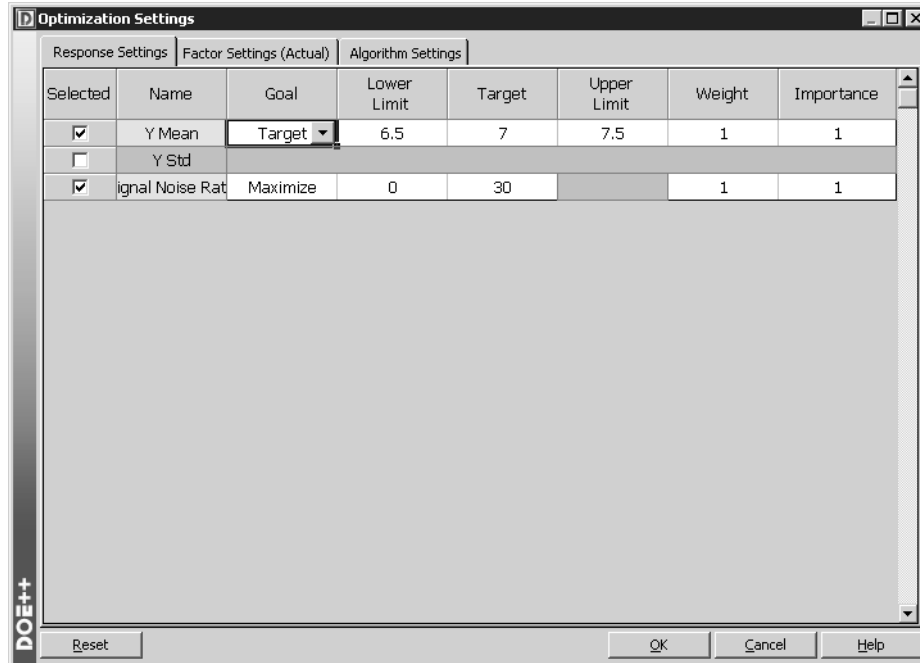 Optimization Settings
Response Settings Factor Settings (Actual) Algorithm Settings
Selected Name Goal Lower Limit Target Upper Limit Weight Importance
Y Mean Target 6.5 7 7.5 1 1
Y Std
ignal Noise Rat Maximize 0 30 1 1
DOE++
Reset OK Cancel Help